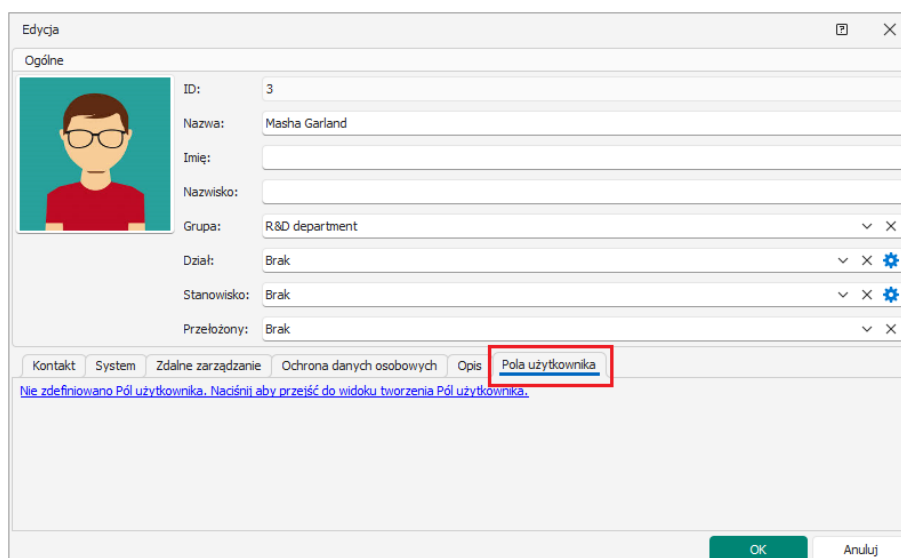 Edycja
Ogólne
ID: 3
Nazwa: Masha Garland
Imię:
Nazwisko:
Grupa: R&D department
Dział: Brak
Stanowisko: Brak
Przełożony: Brak
Kontakt System Zdalne zarządzanie Ochrona danych osobowych Opis Pola użytkownika
Nie zdefiniowano Pól użytkownika. Naciśnij aby przejść do widoku tworzenia Pól użytkownika.
OK Anuluj